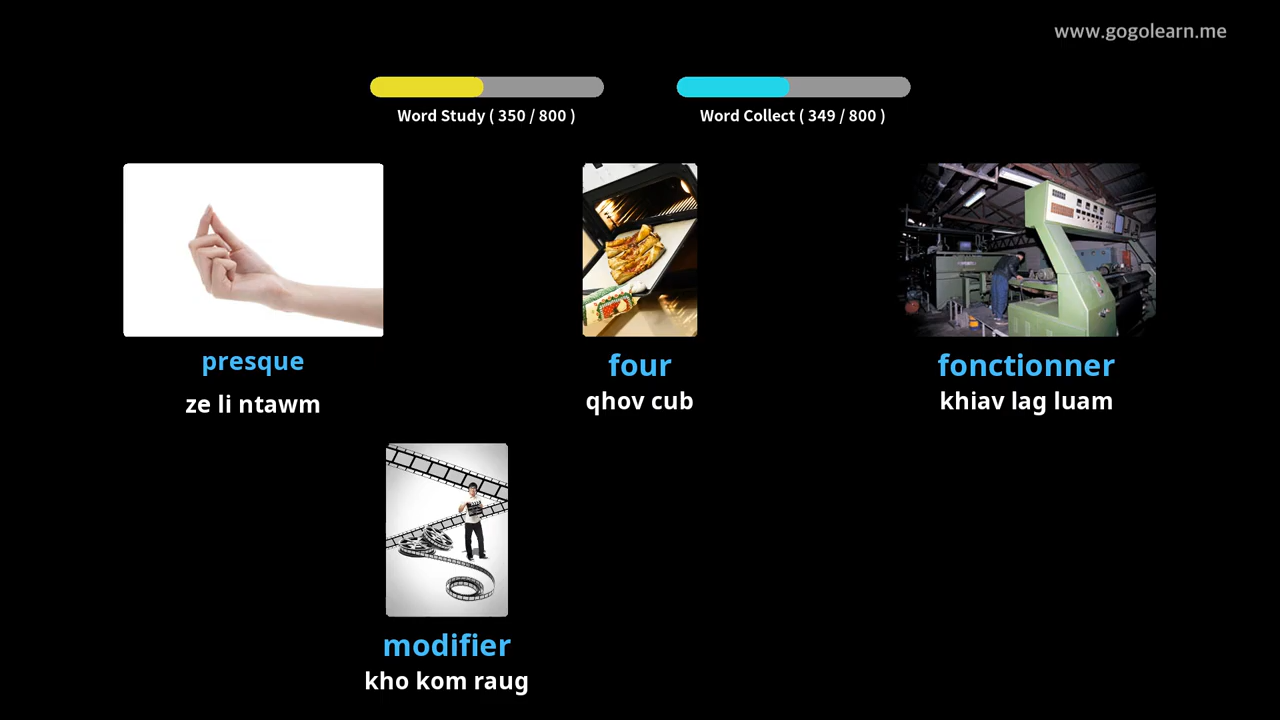 www.gogolearn.me
Word Study ( 350 / 800 )
Word Collect ( 349 / 800 )
presque
ze li ntawm
four
qhov cub
fonctionner
khiav lag luam
modifier
kho kom raug